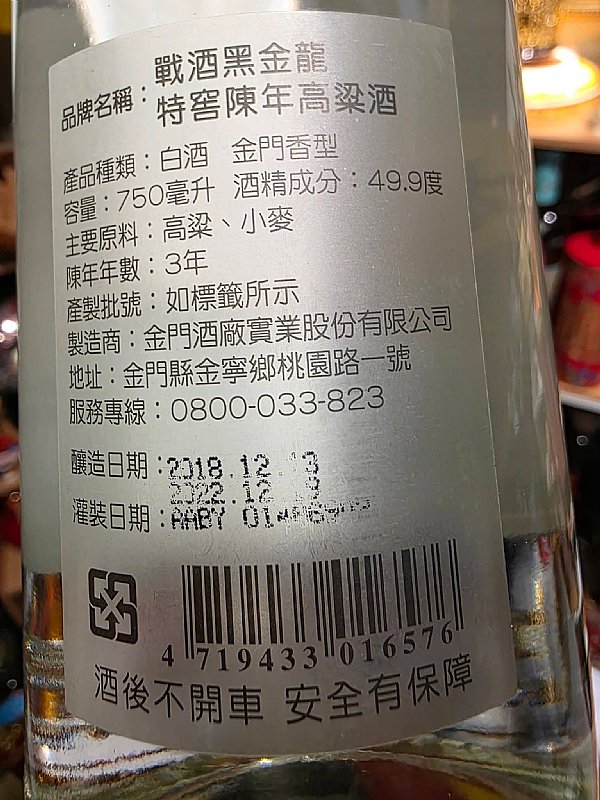 品牌名稱：戰酒黑金龍
特窖陳年高粱酒
產品種類：白酒 金門香型
容量：750毫升 酒精成分：49.9度
主要原料：高粱、小麥
陳年年數：3年
產製批號：如標籤所示
製造商：金門酒廠實業股份有限公司
地址：金門縣金寧鄉桃園路一號
服務專線：0800-033-823
釀造日期：2018.12.
2022.12.
灌裝日期：AABY
4 719433 016576
酒後不開車 安全有保障